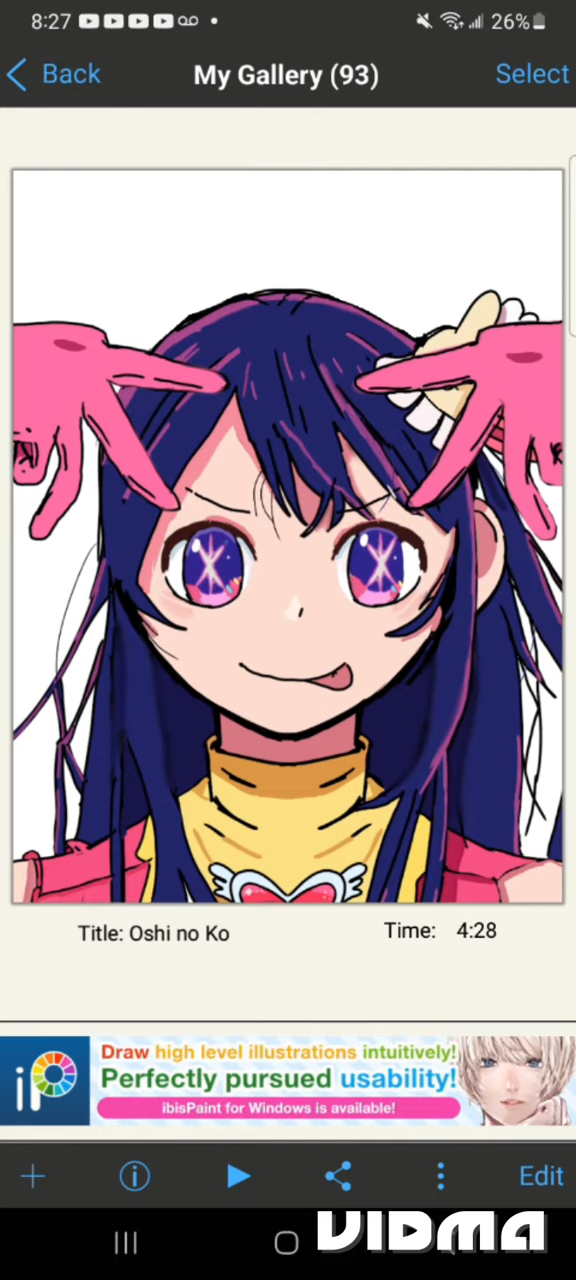 8:27 26%
Back My Gallery (93) Select
Title: Oshi no Ko Time: 4:28
Draw high level illustrations intuitively!
Perfectly pursued usability!
iP
ibisPaint for Windows is available!
Edit
VIDMA